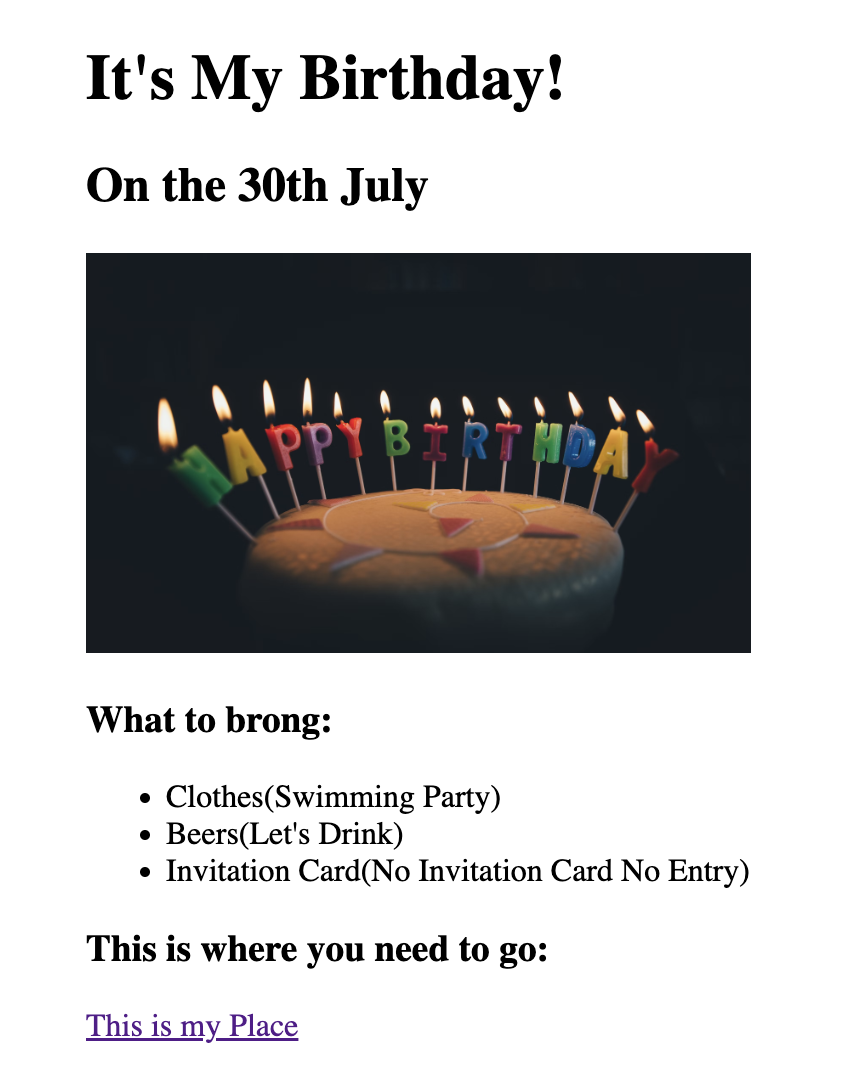 It's My Birthday!
On the 30th July
HAPPY BIRTHDAY
What to brong:
Clothes(Swimming Party)
Beers(Let's Drink)
Invitation Card(No Invitation Card No Entry)
This is where you need to go:
This is my Place